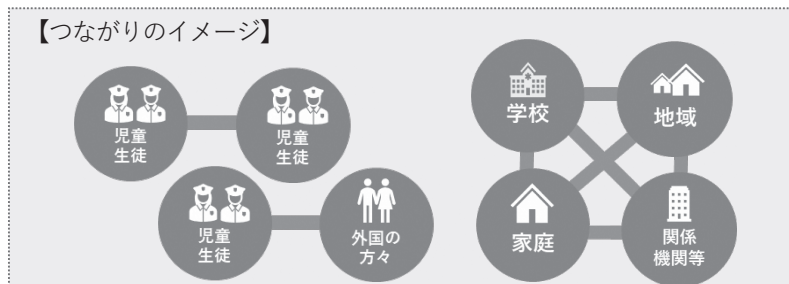 【つながりのイメージ】
児童
生徒
児童
生徒
児童
生徒
外国の
方々
学校
地域
家庭
関係
機関等